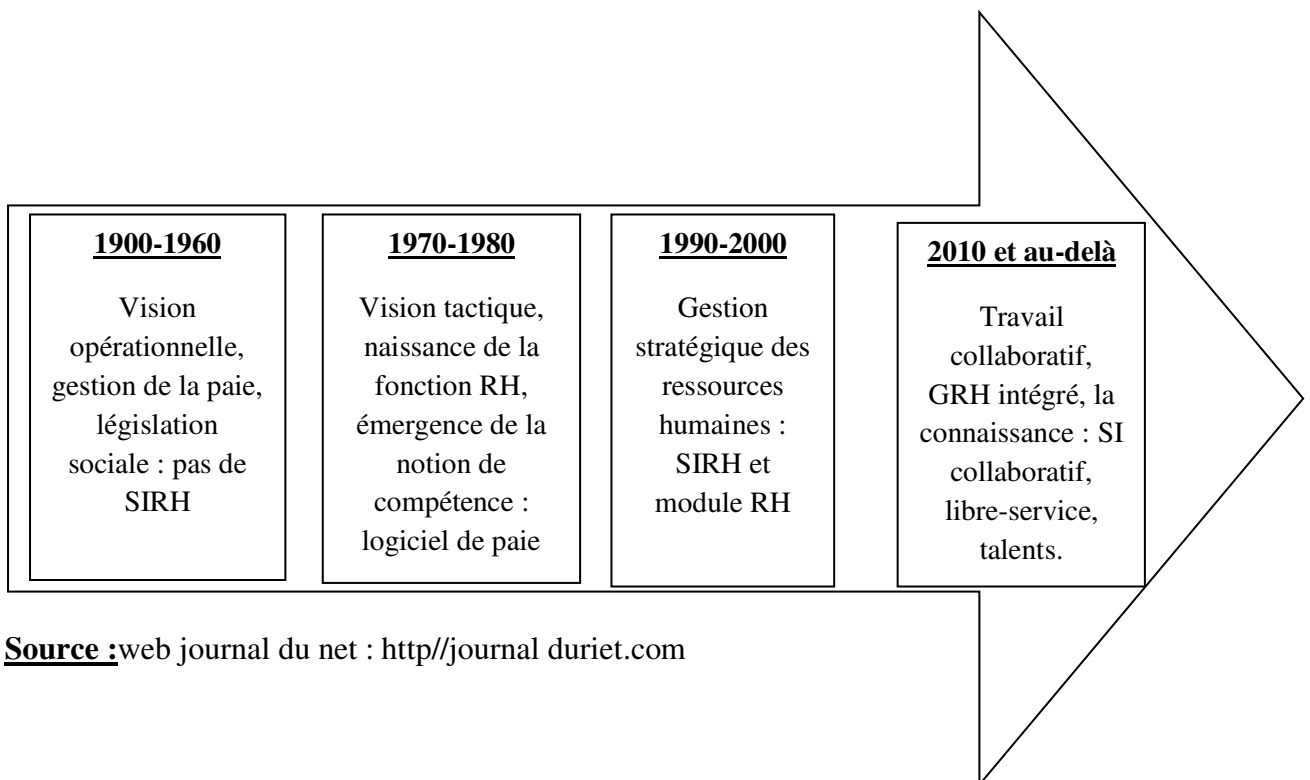 1900-1960
Vision
opérationnelle,
gestion de la paie,
législation
sociale : pas de
SIRH
1970-1980
Vision tactique,
naissance de la
fonction RH,
émergence de la
notion de
compétence :
logiciel de paie
1990-2000
Gestion
stratégique des
ressources
humaines :
SIRH et
module RH
2010 et au-delà
Travail
collaboratif,
GRH intégré, la
connaissance : SI
collaboratif,
libre-service,
talents.
Source :web journal du net : http//journal duriet.com